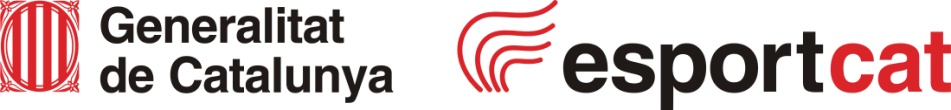 Generalitat
de Catalunya
esportcat